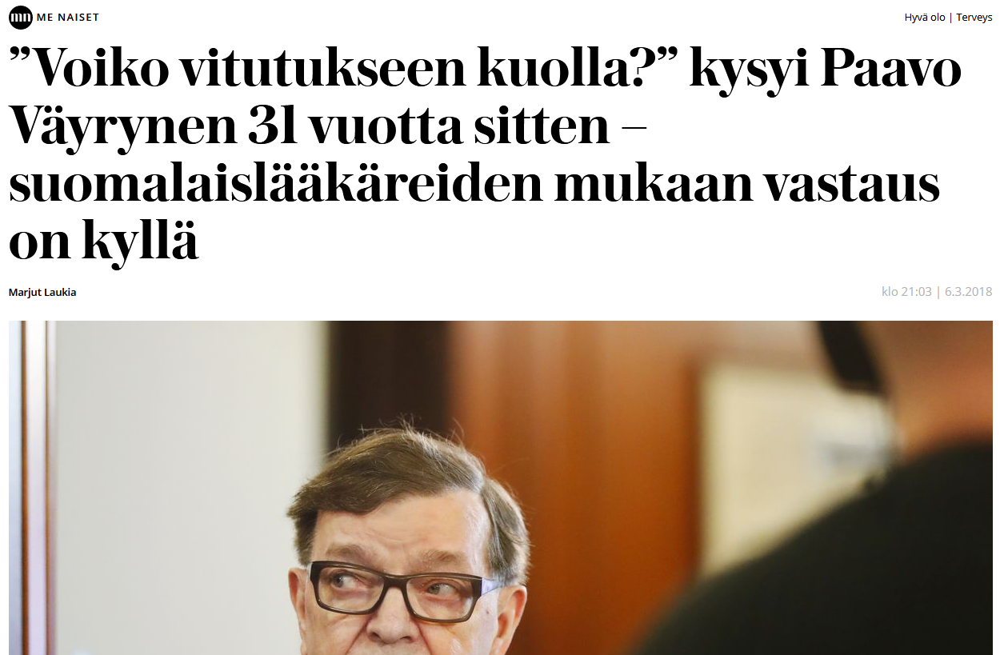 mn ME NAISET
Hyvä olo | Terveys
”Voiko vitutukseen kuolla?” kysyi Paavo
Väyrynen 31 vuotta sitten –
suomalaislääkäreiden mukaan vastaus
on kyllä
Marjut Laukia
klo 21:03 | 6.3.2018